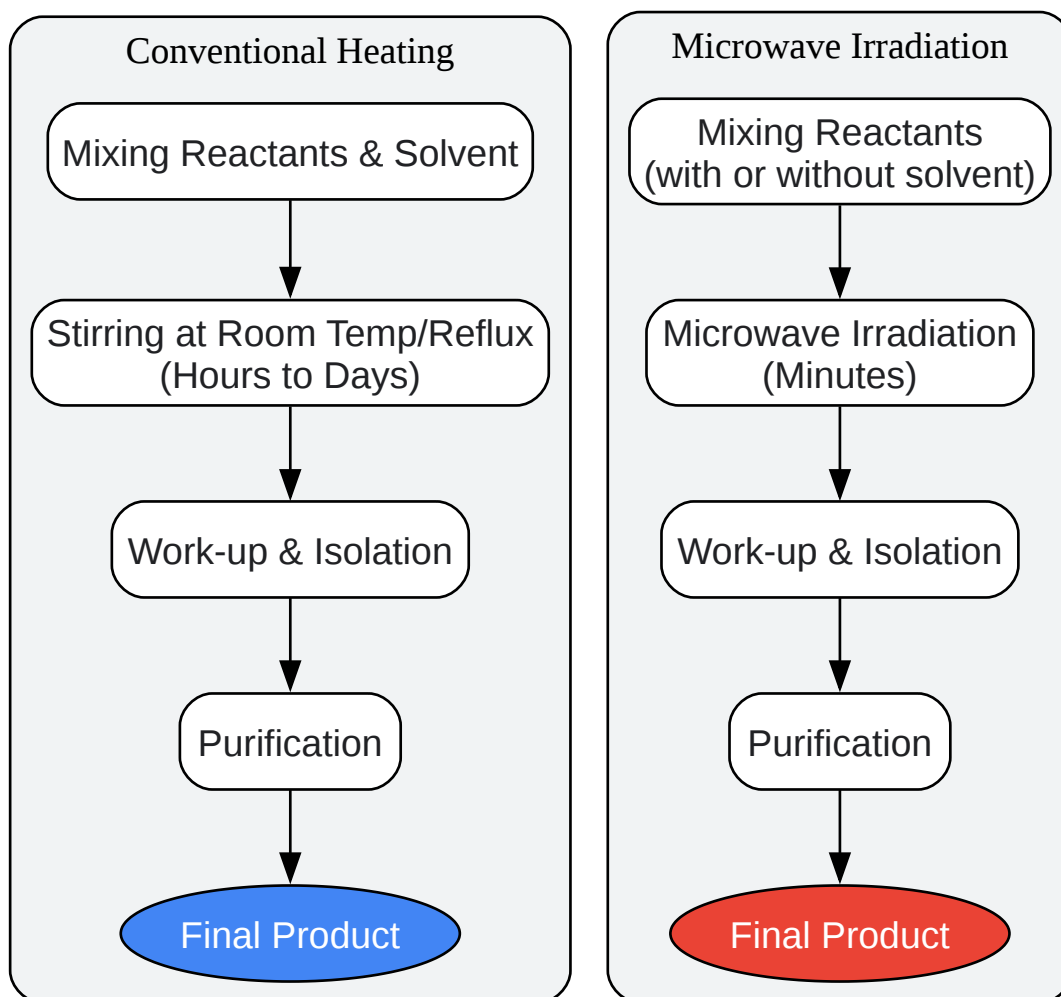 Conventional Heating
Mixing Reactants & Solvent
Stirring at Room Temp/Reflux
(Hours to Days)
Work-up & Isolation
Purification
Final Product
Microwave Irradiation
Mixing Reactants
(with or without solvent)
Microwave Irradiation
(Minutes)
Work-up & Isolation
Purification
Final Product